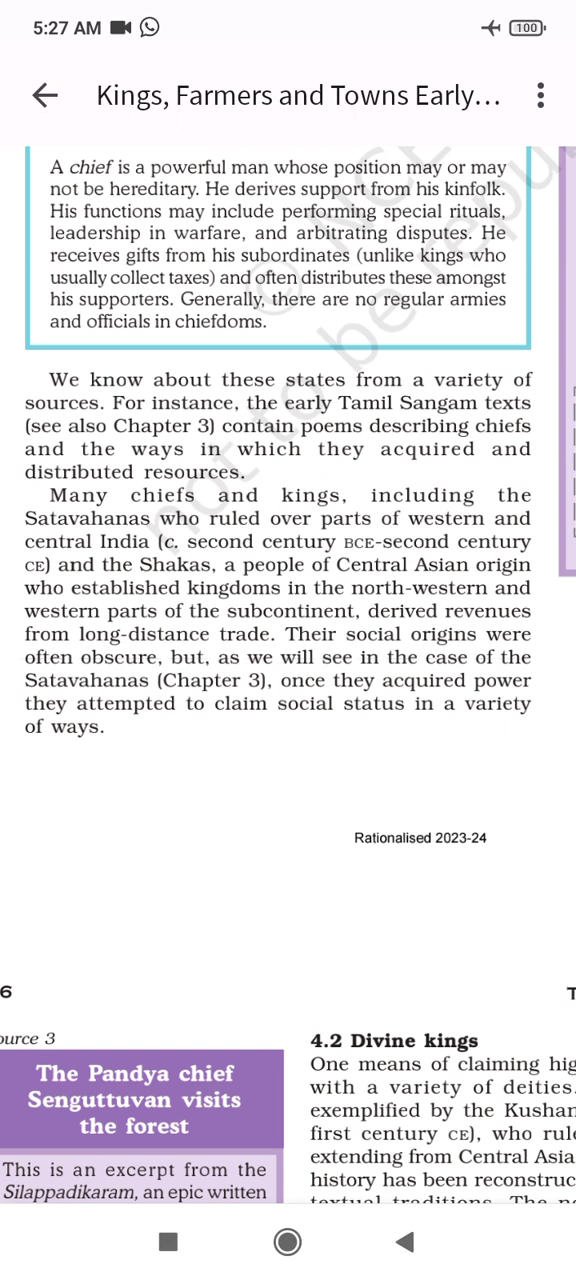 5:27 AM
100
Kings, Farmers and Towns Early...
A chief is a powerful man whose position may or may
not be hereditary. He derives support from his kinfolk.
His functions may include performing special rituals,
leadership in warfare, and arbitrating disputes. He
receives gifts from his subordinates (unlike kings who
usually collect taxes) and often distributes these amongst
his supporters. Generally, there are no regular armies
and officials in chiefdoms.
We know about these states from a variety of
sources. For instance, the early Tamil Sangam texts
(see also Chapter 3) contain poems describing chiefs
and the ways in which they acquired and
distributed resources.
Many chiefs and kings, including the
Satavahanas who ruled over parts of western and
central India (c. second century BCE-second century
CE) and the Shakas, a people of Central Asian origin
who established kingdoms in the north-western and
western parts of the subcontinent, derived revenues
from long-distance trade. Their social origins were
often obscure, but, as we will see in the case of the
Satavahanas (Chapter 3), once they acquired power
they attempted to claim social status in a variety
of ways.
© NCE
not to be repu
Rationalised 2023-24
6
T
ource 3
The Pandya chief
Senguttuvan visits
the forest
This is an excerpt from the
Silappadikaram, an epic written
4.2 Divine kings
One means of claiming hig
with a variety of deities.
exemplified by the Kushan
first century CE), who rule
extending from Central Asia
history has been reconstruc
textual traditions. The